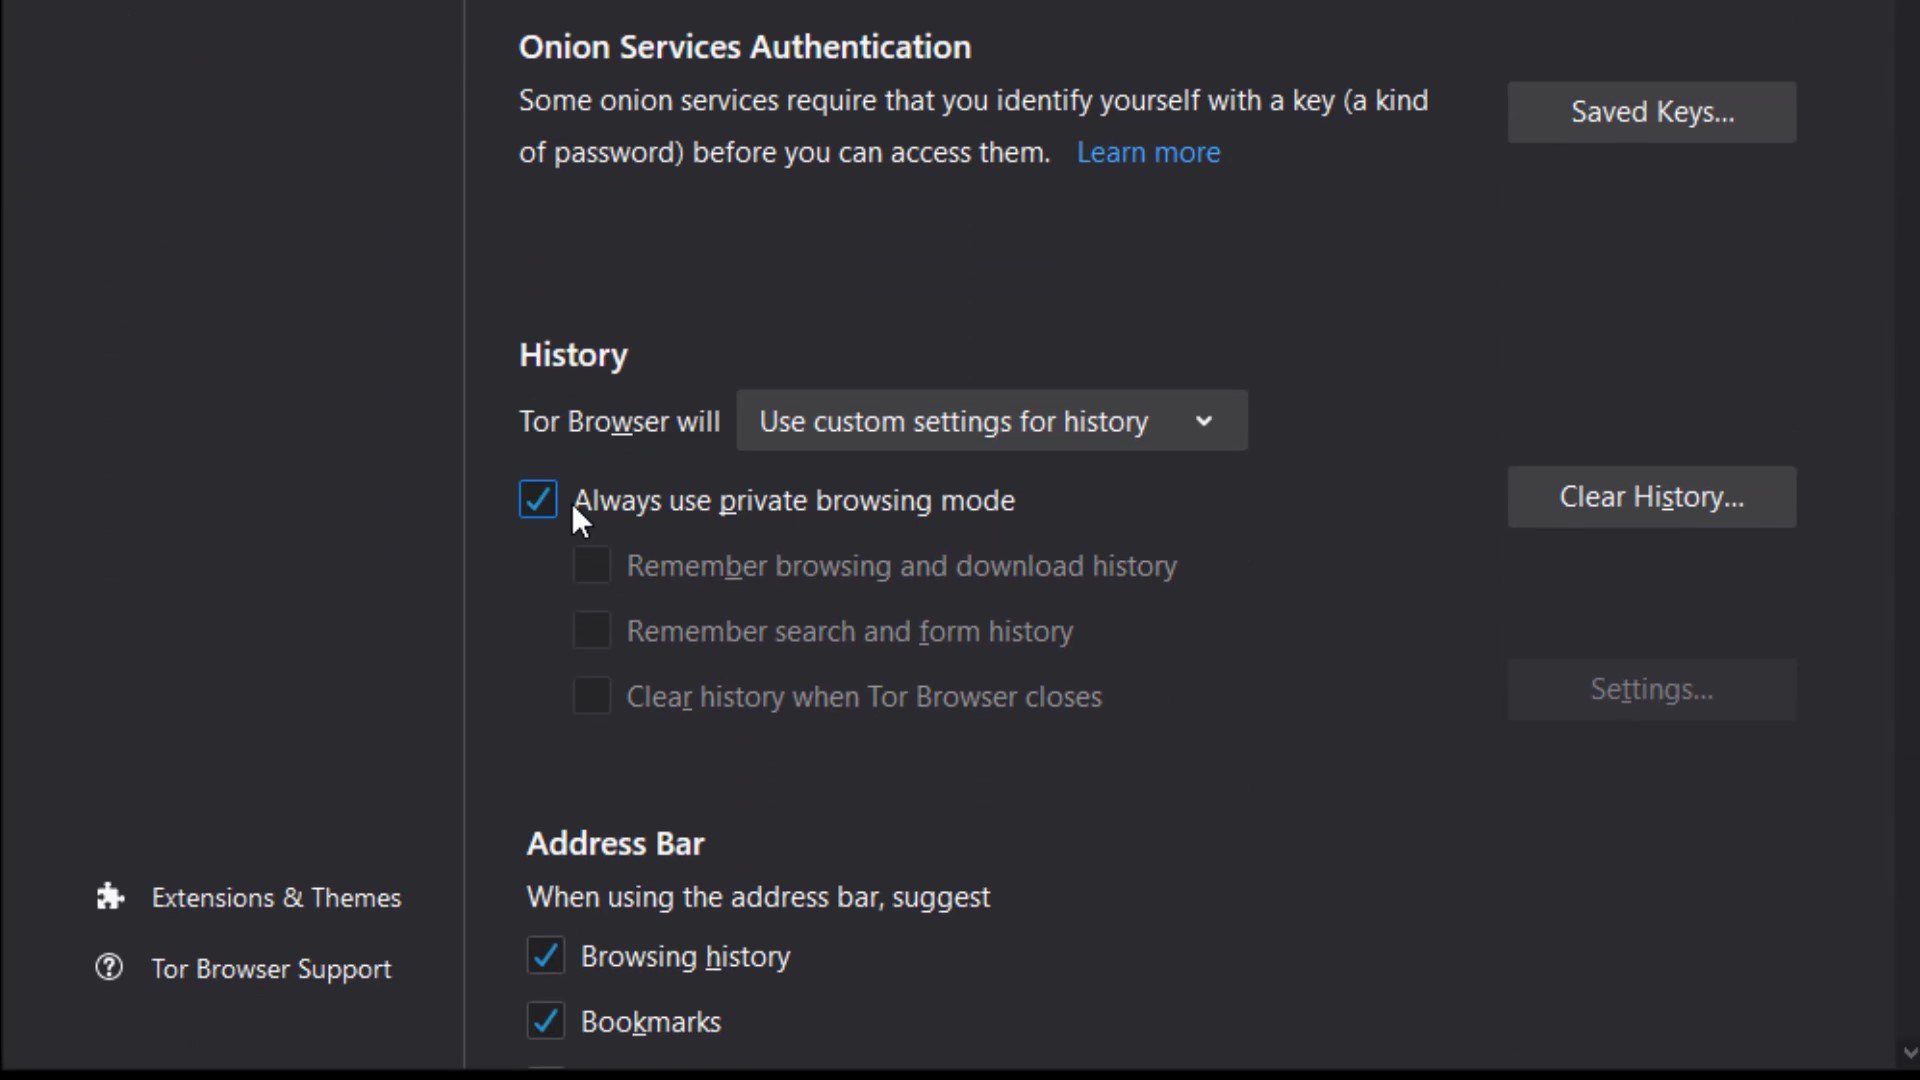 Onion Services Authentication
Some onion services require that you identify yourself with a key (a kind
of password) before you can access them. Learn more
Saved Keys...
History
Tor Browser will Use custom settings for history
Always use private browsing mode
Clear History...
Remember browsing and download history
Remember search and form history
Clear history when Tor Browser closes
Settings...
Address Bar
When using the address bar, suggest
Browsing history
Bookmarks
Extensions & Themes
Tor Browser Support